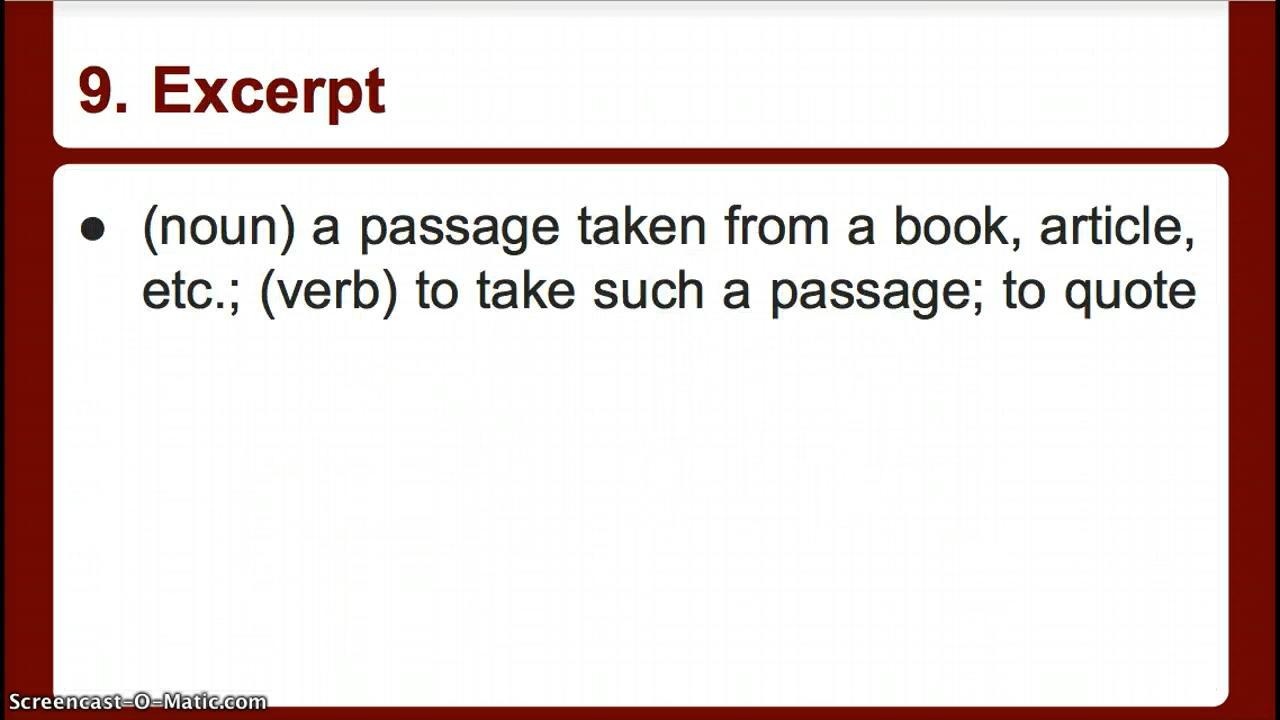 9. Excerpt
● (noun) a passage taken from a book, article,
etc.; (verb) to take such a passage; to quote
Screencast-O-Matic.com